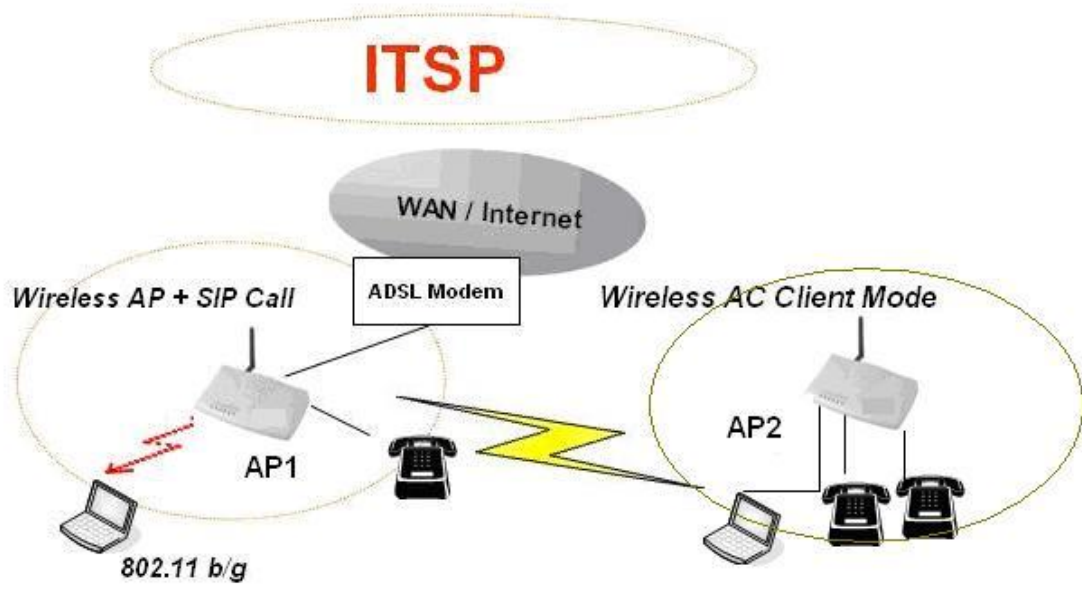 ITSP
WAN / Internet
ADSL Modem
Wireless AP + SIP Call
Wireless AC Client Mode
AP1
AP2
802.11 b/g